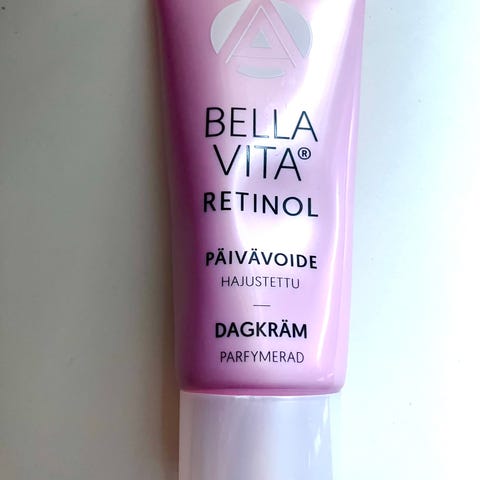 BELLA
VITA®
RETINOL
PÄIVÄVOIDE
HAJUSTETTU
DAGKRÄM
PARFYMERAD